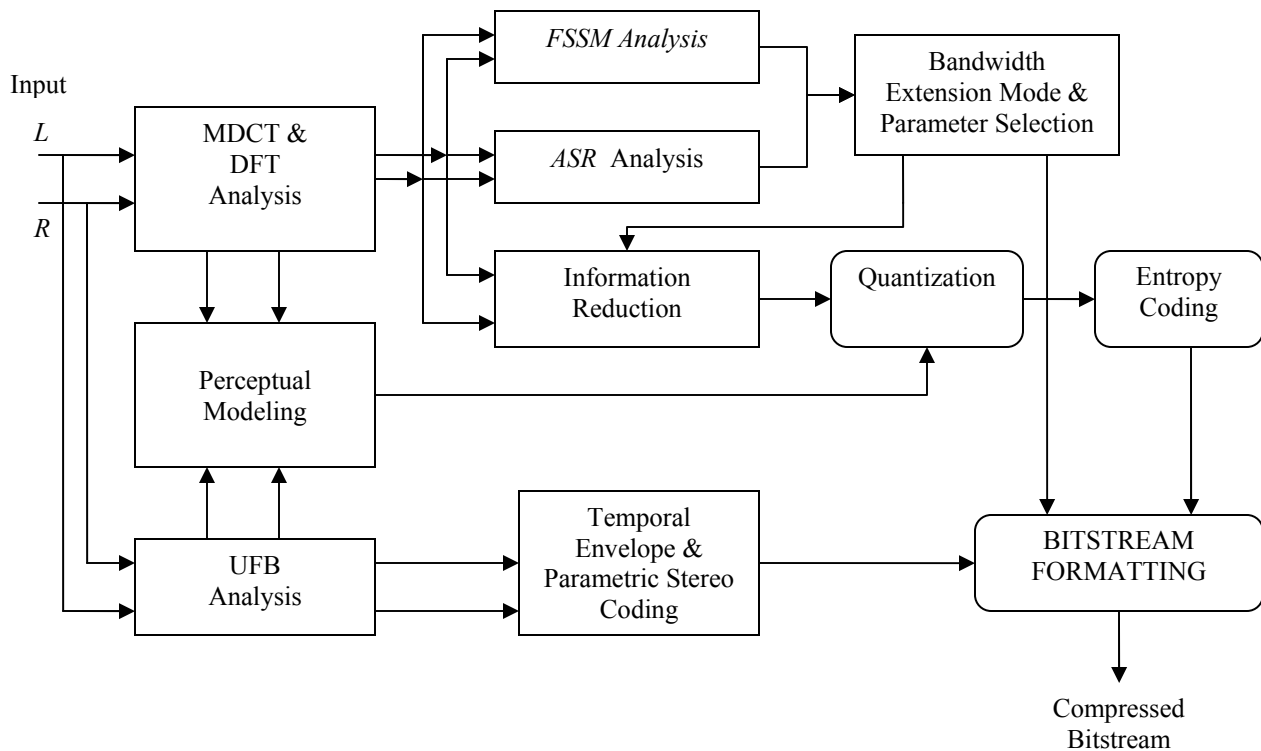 Input
L
R
MDCT &
DFT
Analysis
FSSM Analysis
ASR Analysis
Bandwidth
Extension Mode &
Parameter Selection
Information
Reduction
Quantization
Entropy
Coding
Perceptual
Modeling
UFB
Analysis
Temporal
Envelope &
Parametric Stereo
Coding
BITSTREAM
FORMATTING
Compressed
Bitstream